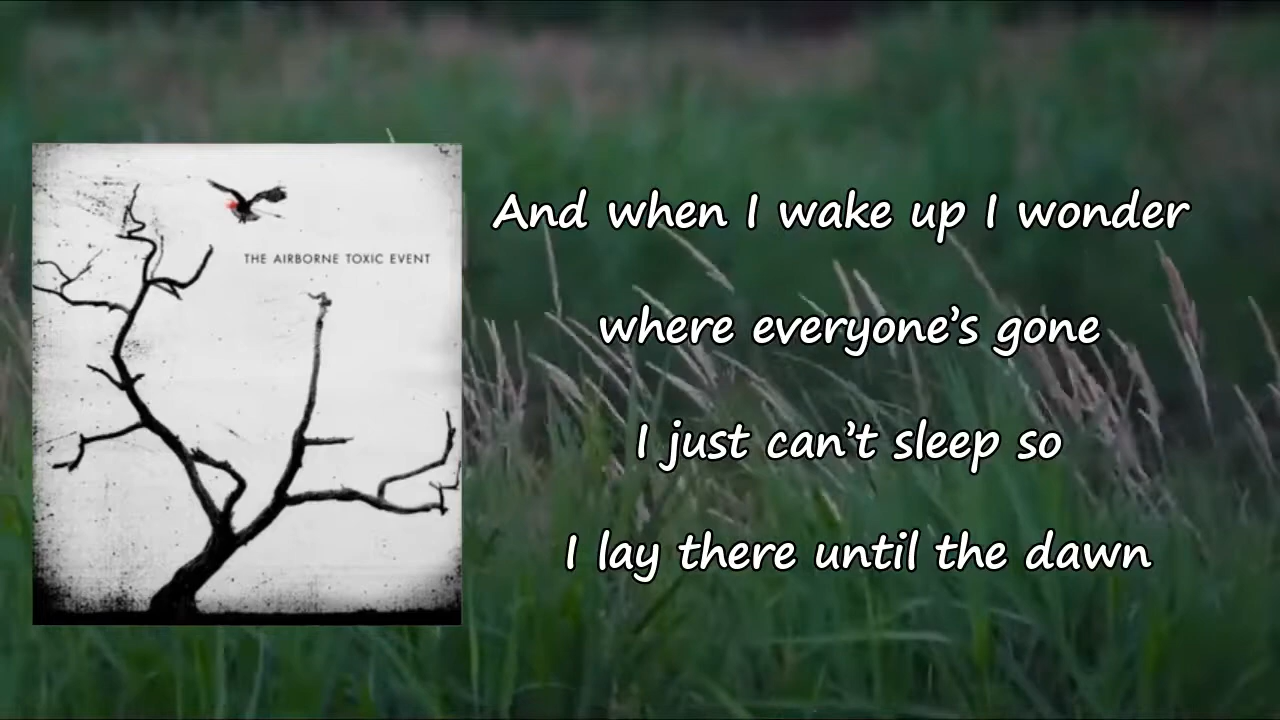 THE AIRBORNE TOXIC EVENT
And when I wake up I wonder
where everyone’s gone
I just can’t sleep so
I lay there until the dawn